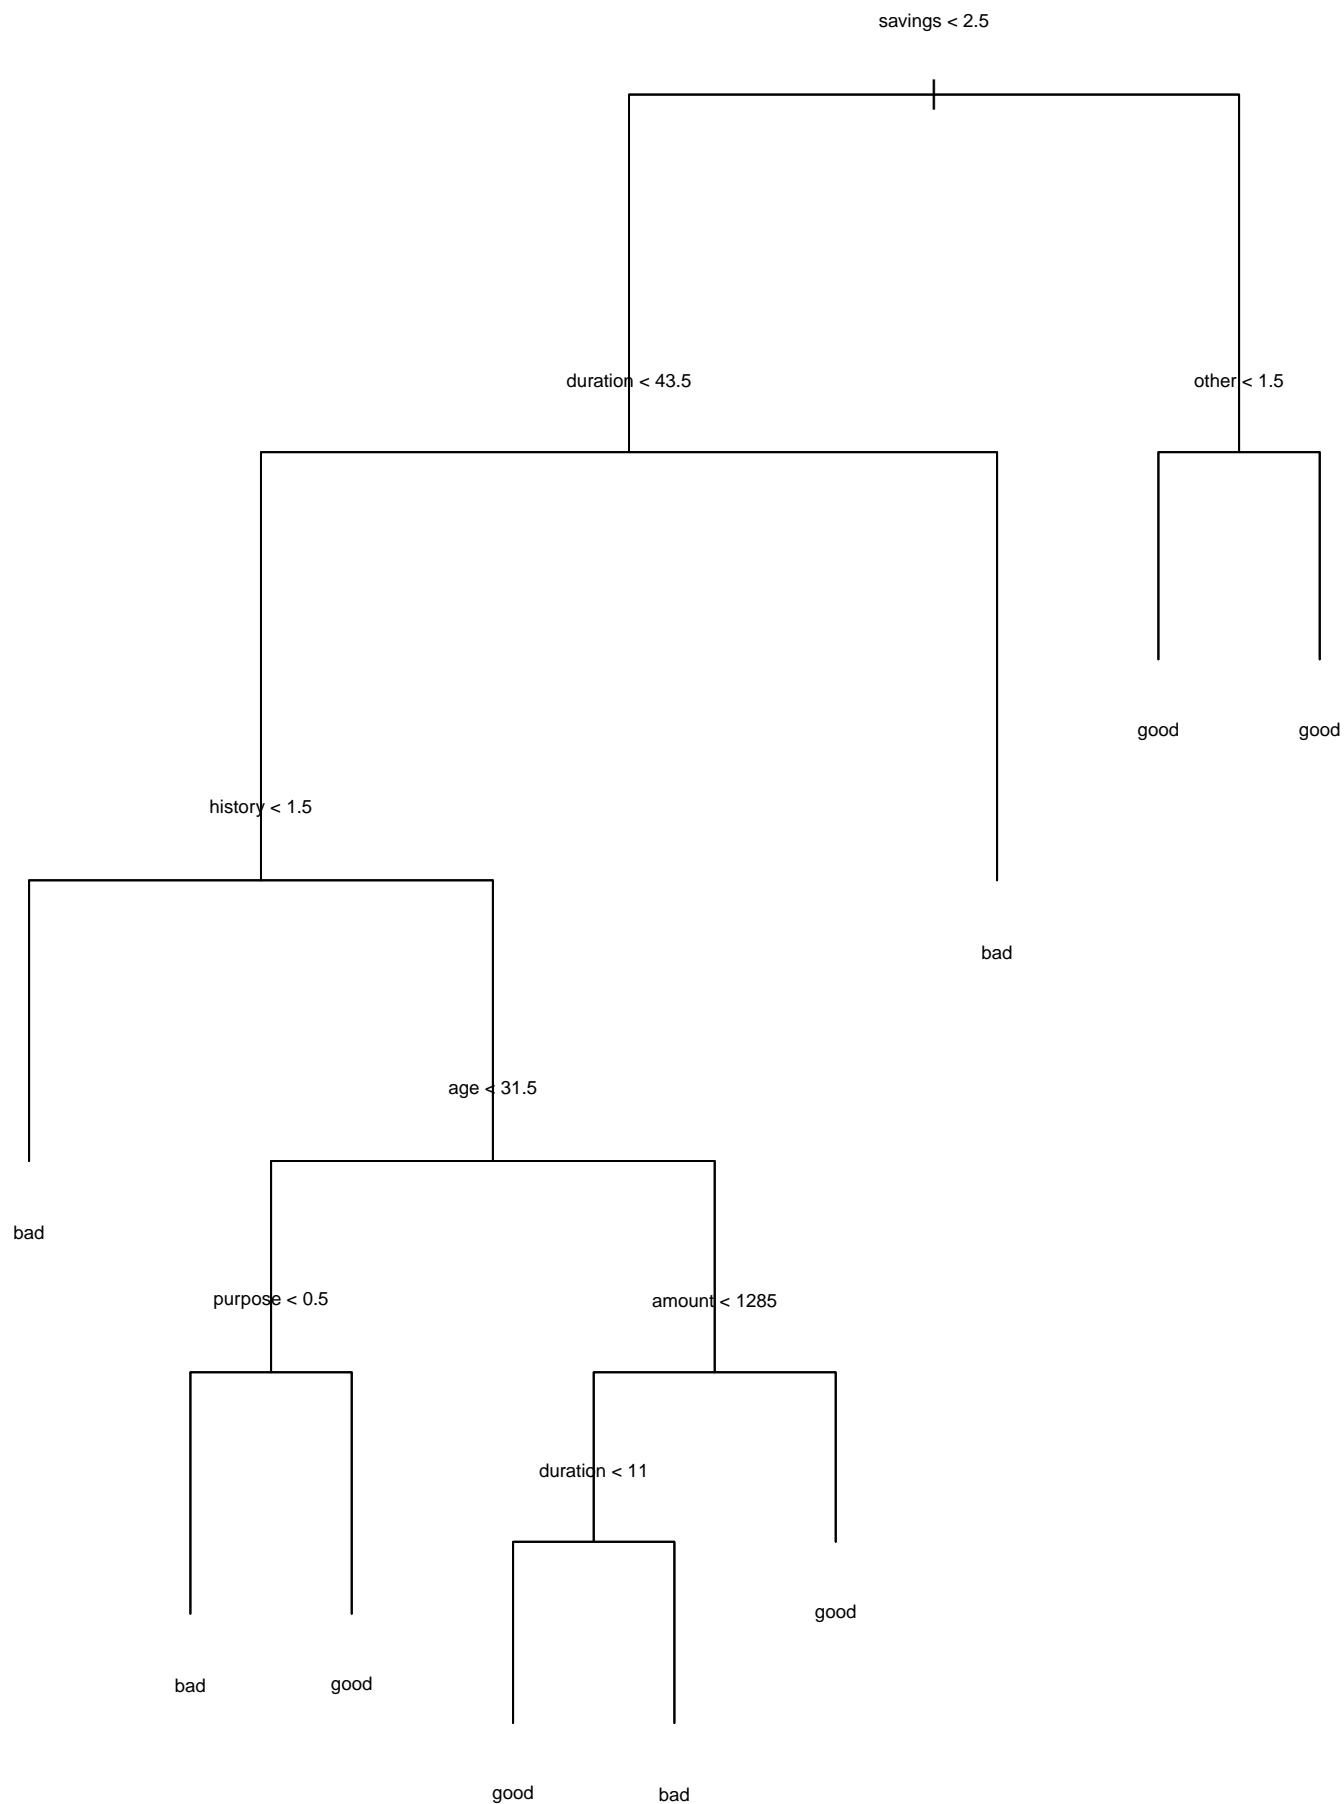 savings < 2.5
duration < 43.5
other < 1.5
good
good
history < 1.5
bad
age < 31.5
bad
purpose < 0.5
amount < 1285
duration < 11
good
bad
good
good
bad